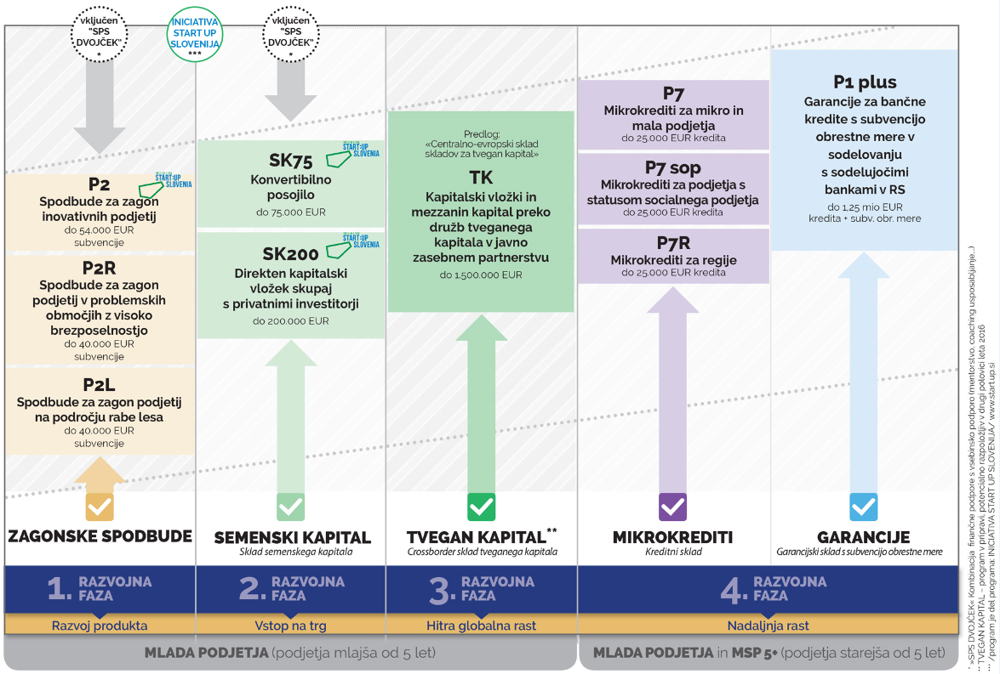 vključen
"SPS
DVOJČEK"
*
INICIATIVA
START UP
SLOVENIJA
***
vključen
"SPS
DVOJČEK"
*
START:UP
SLOVENIA
P2
Spodbude za zagon
inovativnih podjetij
do 54.000 EUR
subvencije
P2R
Spodbude za zagon
podjetij v problemskih
območjih z visoko
brezposelnostjo
do 40.000 EUR
subvencije
P2L
Spodbude za zagon podjetij
na področju rabe lesa
do 40.000 EUR
subvencije
START:UP
SLOVENIA
SK75
Konvertibilno
posojilo
do 75.000 EUR
START:UP
SLOVENIA
SK200
Direkten kapitalski
vložek skupaj
s privatnimi investitorji
do 200.000 EUR
Predlog:
«Centralno-evropski sklad
skladov za tvegan kapital»
TK
Kapitalski vložki in
mezzanin kapital preko
družb tveganega
kapitala v javno
zasebnem partnerstvu
do 1.500.000 EUR
P7
Mikrokrediti za mikro in
mala podjetja
do 25.000 EUR kredita
P7 sop
Mikrokrediti za podjetja s
statusom socialnega podjetja
do 25.000 EUR kredita
P7R
Mikrokrediti za regije
do 25.000 EUR kredita
P1 plus
Garancije za bančne
kredite s subvencijo
obrestne mere v
sodelovanju
s sodelujočimi
bankami v RS
do 1,25 mio EUR
kredita + subv. obr. mere
ZAGONSKE SPODBUDE
SEMENSKI KAPITAL
Sklad semenskega kapitala
TVEGAN KAPITAL**
Crossborder sklad tveganega kapitala
MIKROKREDITI
Kreditni sklad
GARANCIJE
Garancijski sklad s subvencijo obrestne mere
1. RAZVOJNA
FAZA
2. RAZVOJNA
FAZA
3. RAZVOJNA
FAZA
4. RAZVOJNA
FAZA
Razvoj produkta
Vstop na trg
Hitra globalna rast
Nadaljnja rast
MLADA PODJETJA (podjetja mlajša od 5 let)
MLADA PODJETJA in MSP 5+ (podjetja starejša od 5 let)
* »SPS DVOJČEK« Kombinacija finančne podpore s vsebinsko podporo (mentorstvo, coaching usposabljanje...)
** TVEGAN KAPITAL – program v pripravi, potencialno razpoložljiv v drugi polovici leta 2016
*** /program je del programa: INICIATIVA START UP SLOVENIJA/ www.startup.si